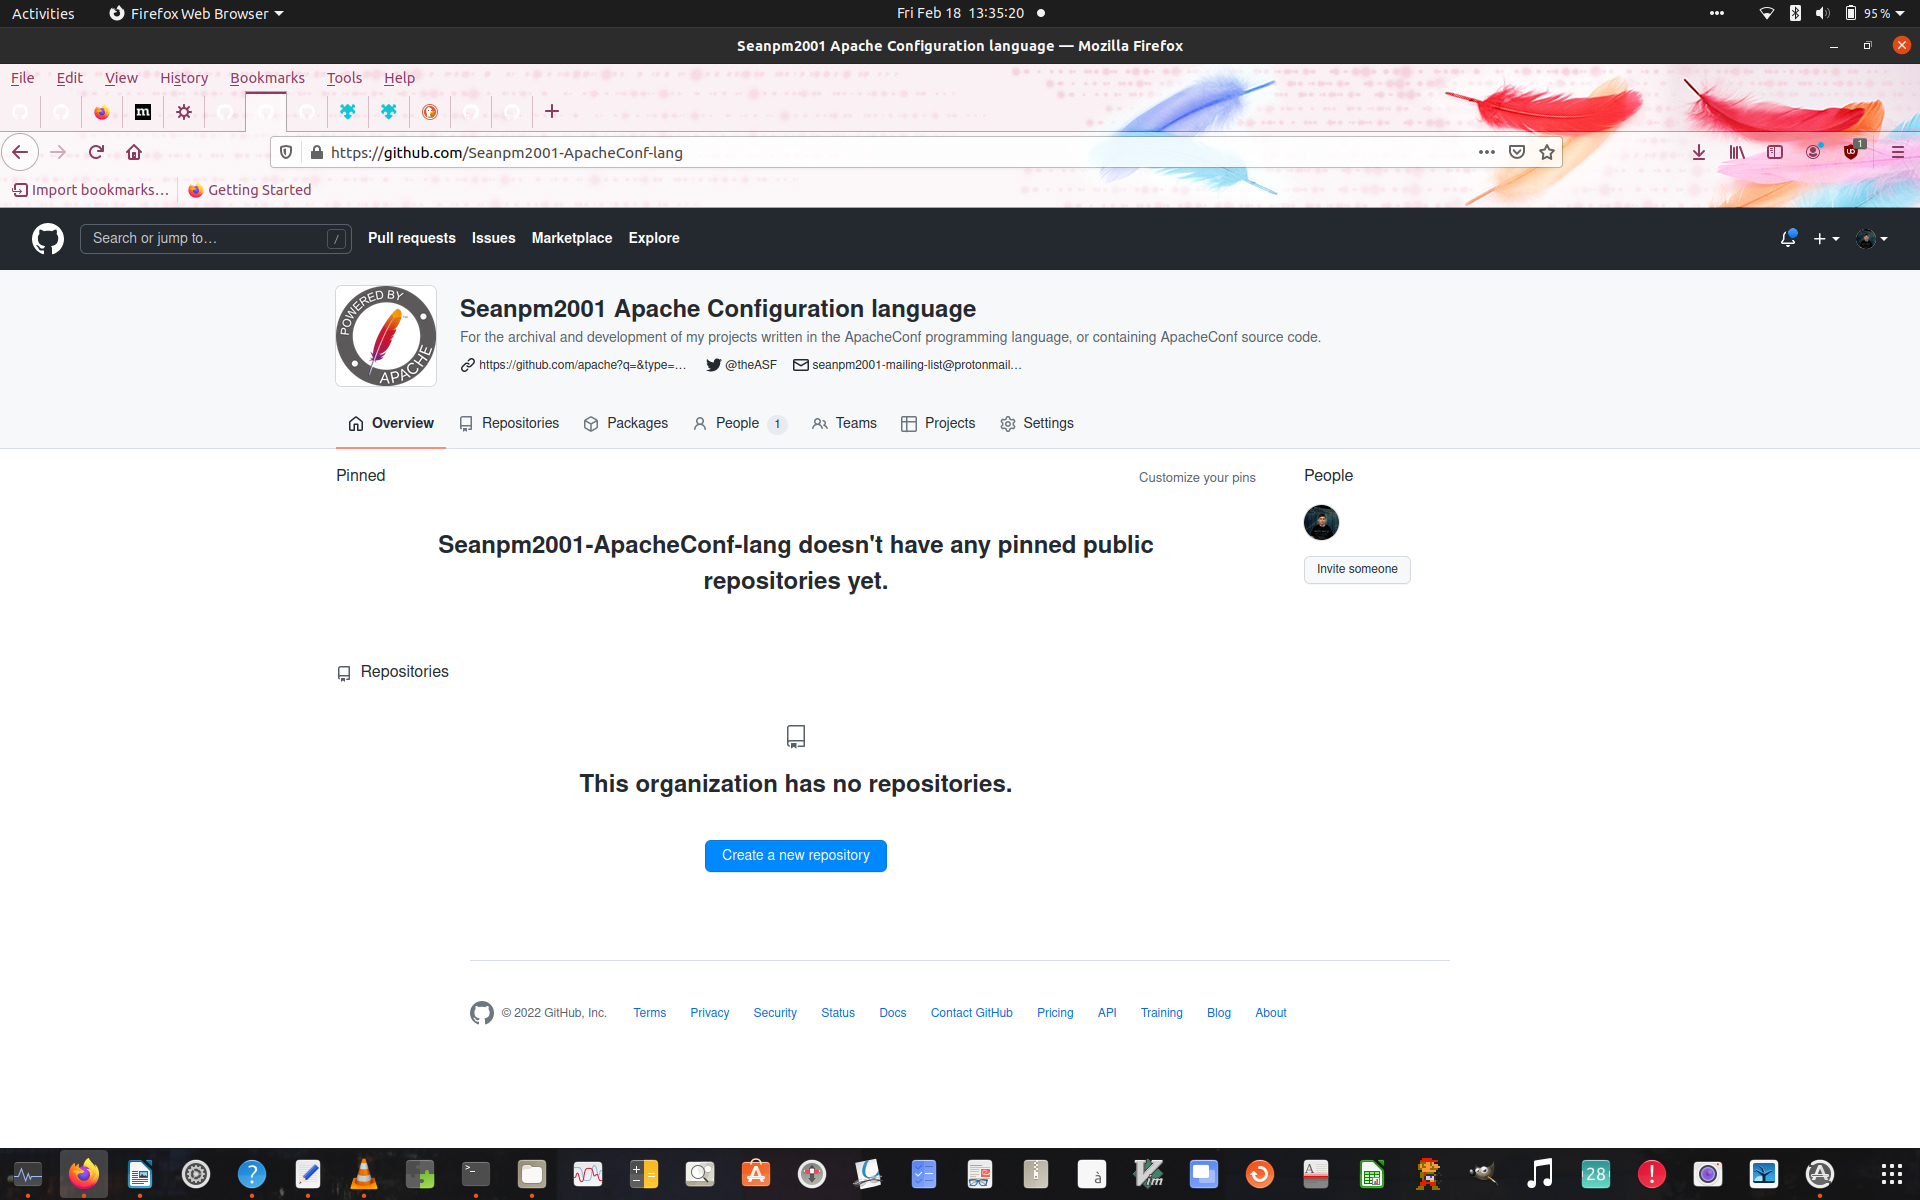 Activities
Firefox Web Browser
Fri Feb 18 13:35:20
95 %
Seanpm2001 Apache Configuration language — Mozilla Firefox
File Edit View History Bookmarks Tools Help
https://github.com/Seanpm2001-ApacheConf-lang
1
Import bookmarks…
Getting Started
Search or jump to…
/
Pull requests
Issues
Marketplace
Explore
POWERED BY
APACHE
Seanpm2001 Apache Configuration language
For the archival and development of my projects written in the ApacheConf programming language, or containing ApacheConf source code.
https://github.com/apache?q=&type=…
@theASF
seanpm2001-mailing-list@protonmail…
Overview
Repositories
Packages
People 1
Teams
Projects
Settings
Pinned
Customize your pins
People
Seanpm2001-ApacheConf-lang doesn't have any pinned public
repositories yet.
Invite someone
Repositories
This organization has no repositories.
Create a new repository
© 2022 GitHub, Inc.
Terms
Privacy
Security
Status
Docs
Contact GitHub
Pricing
API
Training
Blog
About
28